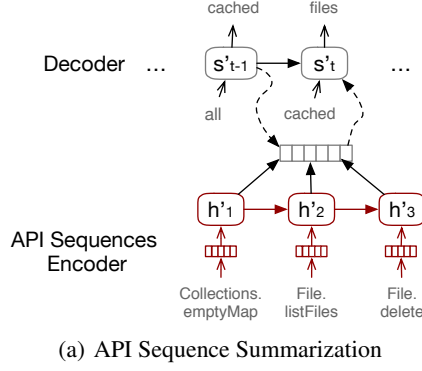 cached files
Decoder ... s't-1 s't ...
all cached
h'1 h'2 h'3
API Sequences
Encoder
Collections. File. File.
emptyMap listFiles delete
(a) API Sequence Summarization